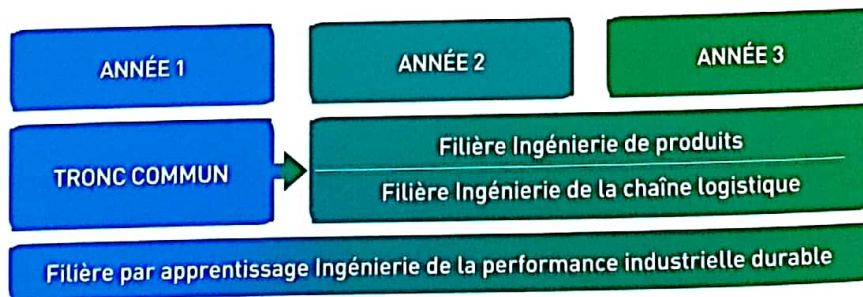 ANNÉE 1
ANNÉE 2
ANNÉE 3
TRONC COMMUN
Filière Ingénierie de produits
Filière Ingénierie de la chaîne logistique
Filière par apprentissage Ingénierie de la performance industrielle durable